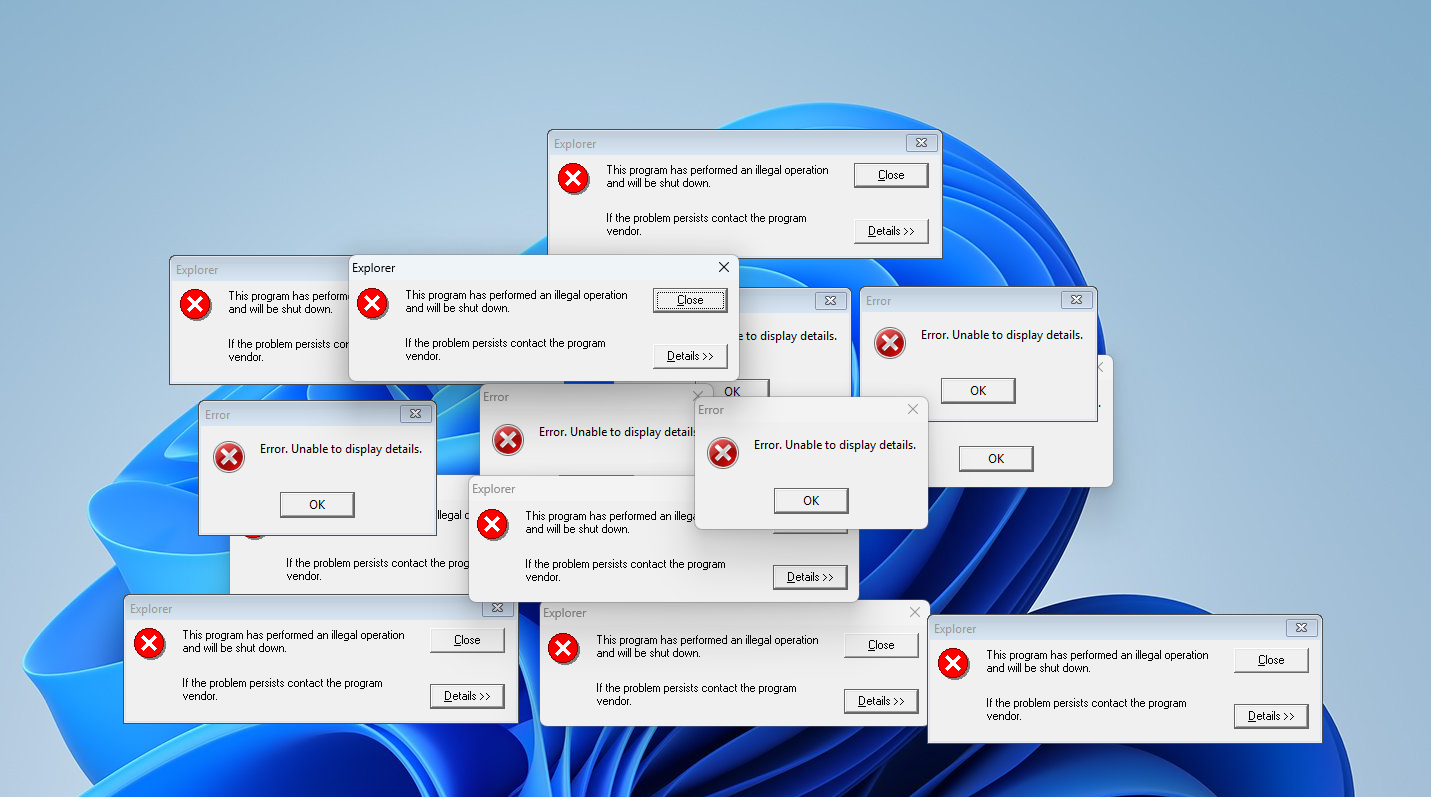 Explorer
This program has performed an illegal operation
and will be shut down.
Close
If the problem persists contact the program
vendor.
Details >>
Explorer
This program has perform
and will be shut down.
If the problem persists co
vendor.
Explorer
This program has performed an illegal operation
and will be shut down.
Close
If the problem persists contact the program
vendor.
Details >>
e to display details.
OK
Error
Error. Unable to display details.
OK
.
OK
Error
Error. Unable to display details.
OK
Error
Error. Unable to display details
Error
Error. Unable to display details.
OK
llegal o
If the problem persists contact the prog
vendor.
Explorer
This program has performed an illega
and will be shut down.
If the problem persists contact the program
vendor.
Details >>
Explorer
This program has performed an illegal operation
and will be shut down.
Close
If the problem persists contact the program
vendor.
Details >>
Explorer
This program has performed an illegal operation
and will be shut down.
Close
If the problem persists contact the program
vendor.
Details >>
Explorer
This program has performed an illegal operation
and will be shut down.
Close
If the problem persists contact the program
vendor.
Details >>